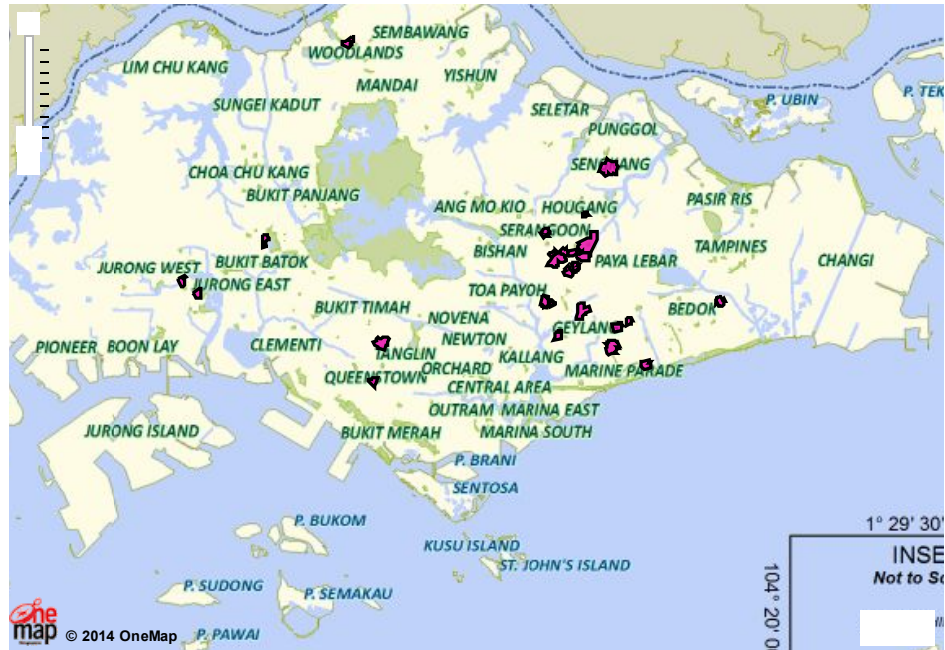 SEMBAWANG
WOODLANDS
LIM CHU KANG
MANDAI
YISHUN
SUNGEI KADUT
SELETAR
P. UBIN
P. TEK
PUNGGOL
CHOA CHU KANG
BUKIT PANJANG
ANG MO KIO
HOUGANG
PASIR RIS
SERANGOON
BISHAN
TAMPINES
JURONG WEST
BUKIT BATOK
PAYA LEBAR
CHANGI
JURONG EAST
TOA PAYOH
BUKIT TIMAH
NOVENA
BEDOK
GEYLANG
PIONEER
BOON LAY
CLEMENTI
NEWTON
TANGLIN
KALLANG
ORCHARD
MARINE PARADE
QUEENSTOWN
CENTRAL AREA
OUTRAM
MARINA EAST
JURONG ISLAND
BUKIT MERAH
MARINA SOUTH
P. BRANI
SENTOSA
P. BUKOM
KUSU ISLAND
ST. JOHN'S ISLAND
P. SUDONG
P. SEMAKAU
P. PAWAI
1° 29' 30'
INSE
Not to Sc
104° 20' 0
One
map © 2014 OneMap